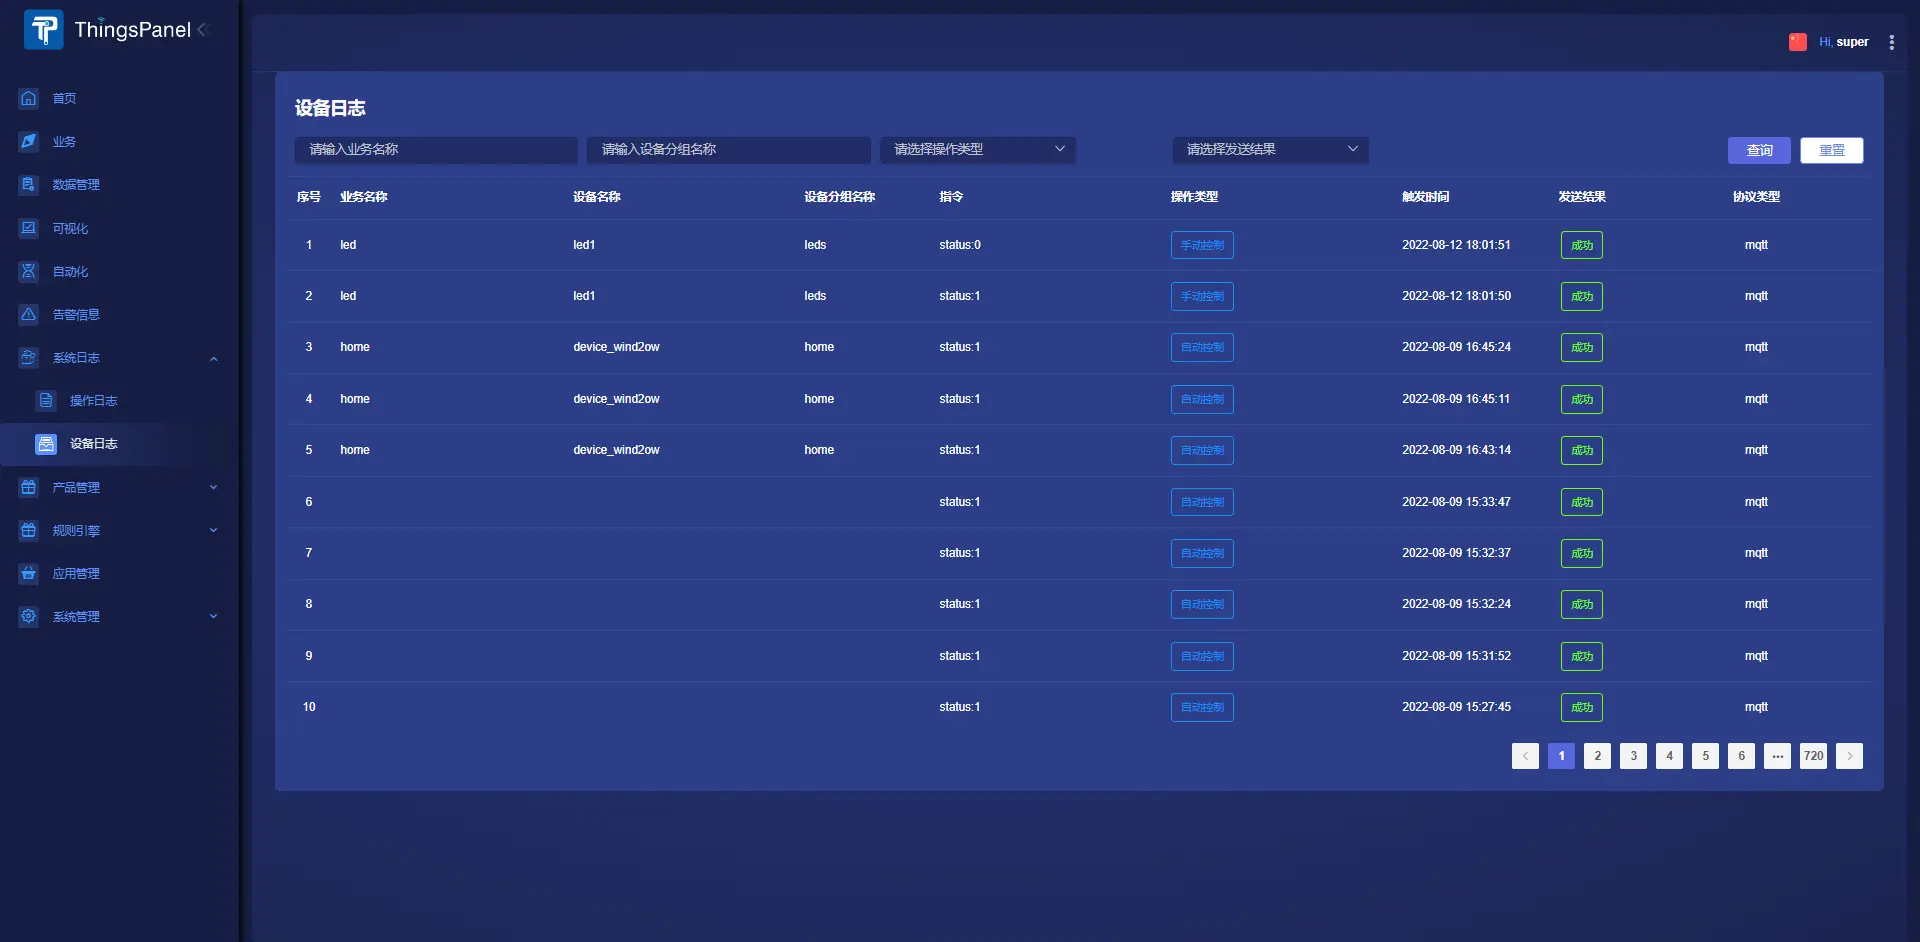 ThingsPanel
Hi, super
首页
业务
数据管理
可视化
自动化
告警信息
系统日志
操作日志
设备日志
产品管理
规则引擎
应用管理
系统管理
设备日志
请输入业务名称 请输入设备分组名称 请选择操作类型 请选择发送结果 查询 重置
序号 业务名称 设备名称 设备分组名称 指令 操作类型 触发时间 发送结果 协议类型
1 led led1 leds status:0 手动控制 2022-08-12 18:01:51 成功 mqtt
2 led led1 leds status:1 手动控制 2022-08-12 18:01:50 成功 mqtt
3 home device_wind2ow home status:1 自动控制 2022-08-09 16:45:24 成功 mqtt
4 home device_wind2ow home status:1 自动控制 2022-08-09 16:45:11 成功 mqtt
5 home device_wind2ow home status:1 自动控制 2022-08-09 16:43:14 成功 mqtt
6 status:1 自动控制 2022-08-09 15:33:47 成功 mqtt
7 status:1 自动控制 2022-08-09 15:32:37 成功 mqtt
8 status:1 自动控制 2022-08-09 15:32:24 成功 mqtt
9 status:1 自动控制 2022-08-09 15:31:52 成功 mqtt
10 status:1 自动控制 2022-08-09 15:27:45 成功 mqtt
1 2 3 4 5 6 ... 720